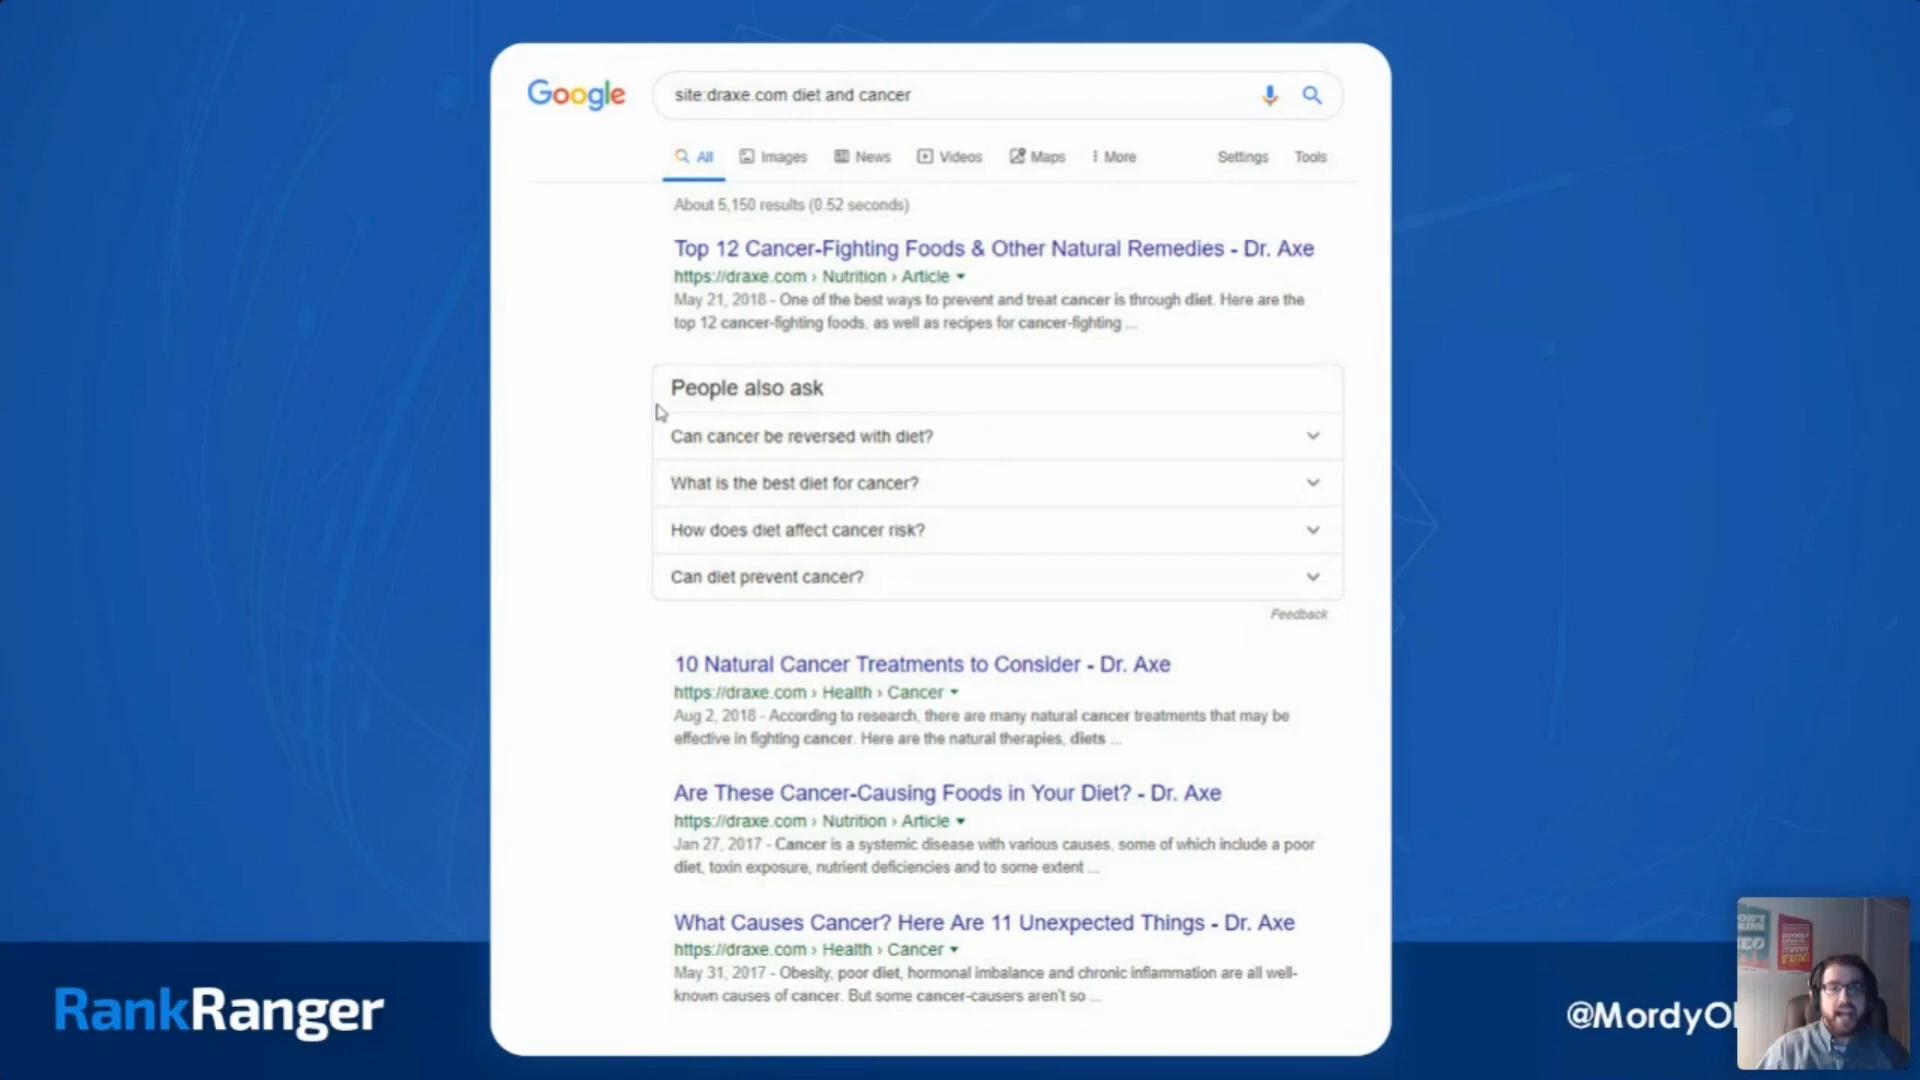 Google
site:draxe.com diet and cancer
All Images News Videos Maps More Settings Tools
About 5,150 results (0.52 seconds)
Top 12 Cancer-Fighting Foods & Other Natural Remedies - Dr. Axe
https://draxe.com › Nutrition › Article
May 21, 2018 - One of the best ways to prevent and treat cancer is through diet. Here are the
top 12 cancer-fighting foods, as well as recipes for cancer-fighting ...
People also ask
Can cancer be reversed with diet?
What is the best diet for cancer?
How does diet affect cancer risk?
Can diet prevent cancer?
Feedback
10 Natural Cancer Treatments to Consider - Dr. Axe
https://draxe.com › Health › Cancer
Aug 2, 2018 - According to research, there are many natural cancer treatments that may be
effective in fighting cancer. Here are the natural therapies, diets ...
Are These Cancer-Causing Foods in Your Diet? - Dr. Axe
https://draxe.com › Nutrition › Article
Jan 27, 2017 - Cancer is a systemic disease with various causes, some of which include a poor
diet, toxin exposure, nutrient deficiencies and to some extent ...
What Causes Cancer? Here Are 11 Unexpected Things - Dr. Axe
https://draxe.com › Health › Cancer
May 31, 2017 - Obesity, poor diet, hormonal imbalance and chronic inflammation are all well-
known causes of cancer. But some cancer-causers aren't so ...
RankRanger